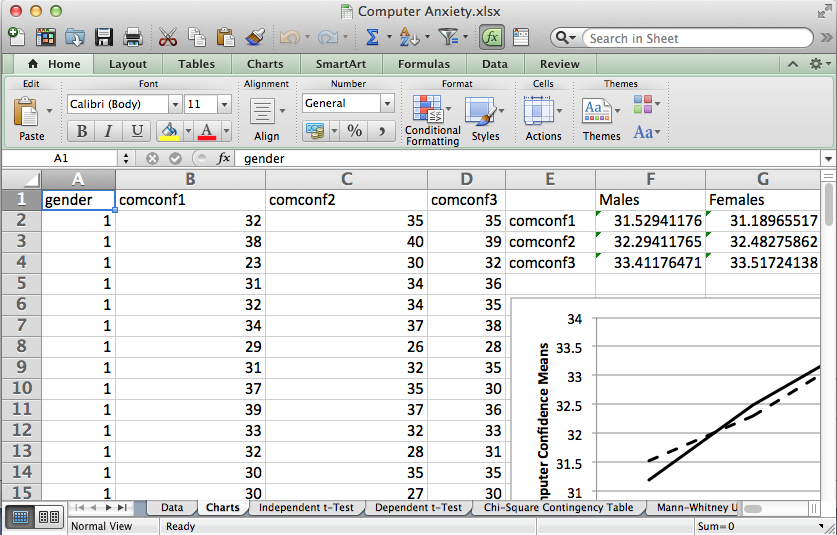 Computer Anxiety.xlsx
Search in Sheet
Home Layout Tables Charts SmartArt Formulas Data Review
Edit Font Alignment Number Format Cells Themes
Calibri (Body) 11 General
B I U A % , Aa
Paste Align Conditional Formatting Styles Actions Themes Aa
A1 fx gender
A B C D E F G
1 gender comconf1 comconf2 comconf3 Males Females
2 1 32 35 35 comconf1 31.52941176 31.18965517
3 1 38 40 39 comconf2 32.29411765 32.48275862
4 1 23 30 32 comconf3 33.41176471 33.51724138
5 1 31 34 36
6 1 32 34 35
7 1 34 37 38
8 1 29 26 28
9 1 31 32 35
10 1 37 35 30
11 1 39 37 36
12 1 33 32 33
13 1 32 28 31
14 1 30 35 35
15 1 30 27 30
34
33.5
33
32.5
32
31.5
31
nputer Confidence Means
Data Charts Independent t-Test Dependent t-Test Chi-Square Contingency Table Mann-Whitney U
Normal View Ready Sum=0